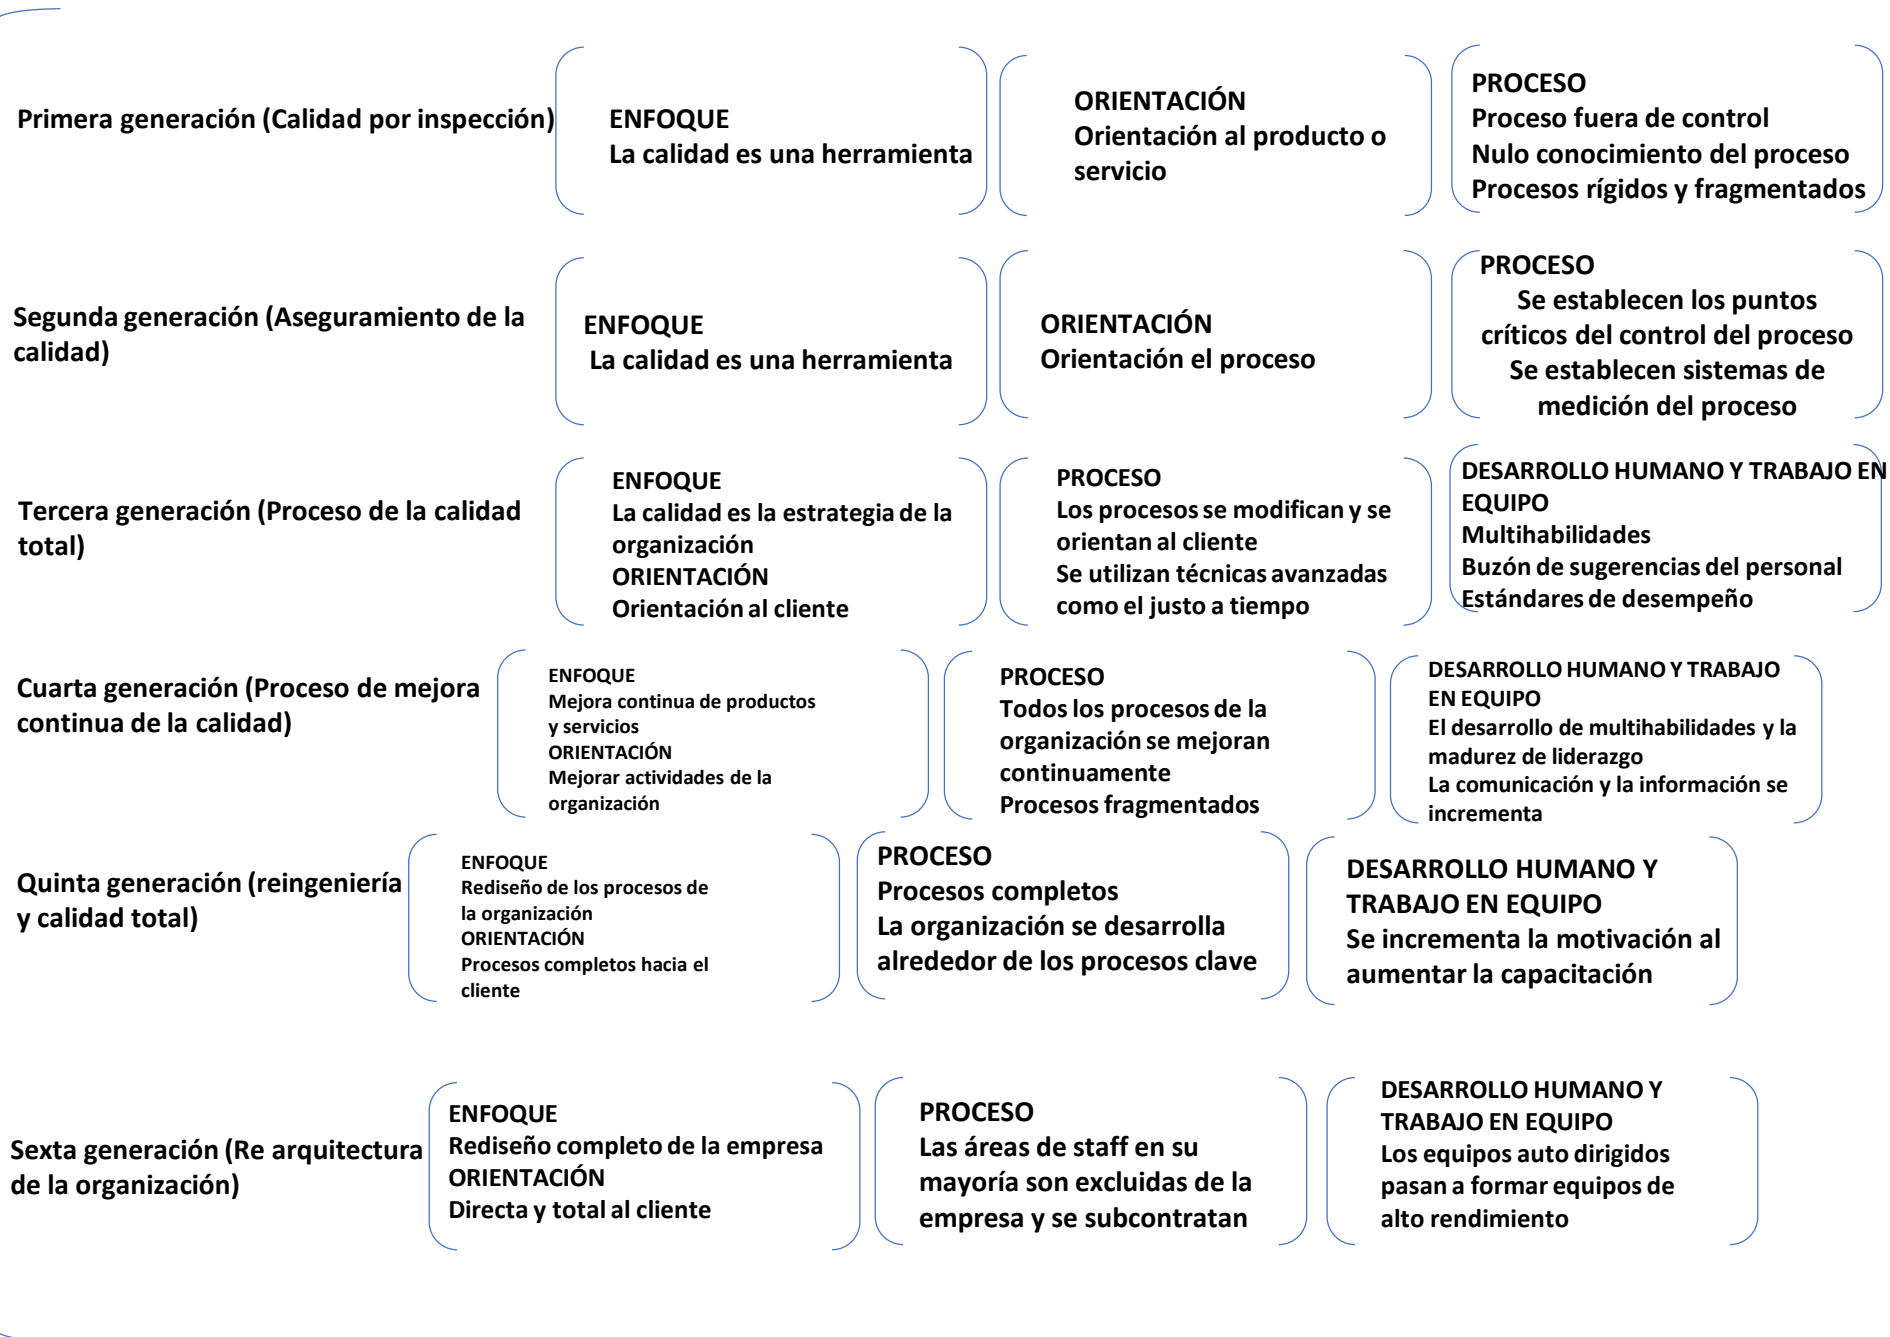 Primera generación (Calidad por inspección)
ENFOQUE
La calidad es una herramienta
ORIENTACIÓN
Orientación al producto o
servicio
PROCESO
Proceso fuera de control
Nulo conocimiento del proceso
Procesos rígidos y fragmentados
Segunda generación (Aseguramiento de la
calidad)
ENFOQUE
La calidad es una herramienta
ORIENTACIÓN
Orientación el proceso
PROCESO
Se establecen los puntos
críticos del control del proceso
Se establecen sistemas de
medición del proceso
Tercera generación (Proceso de la calidad
total)
ENFOQUE
La calidad es la estrategia de la
organización
ORIENTACIÓN
Orientación al cliente
PROCESO
Los procesos se modifican y se
orientan al cliente
Se utilizan técnicas avanzadas
como el justo a tiempo
DESARROLLO HUMANO Y TRABAJO EN
EQUIPO
Multihabilidades
Buzón de sugerencias del personal
Estándares de desempeño
Cuarta generación (Proceso de mejora
continua de la calidad)
ENFOQUE
Mejora continua de productos
y servicios
ORIENTACIÓN
Mejorar actividades de la
organización
PROCESO
Todos los procesos de la
organización se mejoran
continuamente
Procesos fragmentados
DESARROLLO HUMANO Y TRABAJO
EN EQUIPO
El desarrollo de multihabilidades y la
madurez de liderazgo
La comunicación y la información se
incrementa
Quinta generación (reingeniería
y calidad total)
ENFOQUE
Rediseño de los procesos de
la organización
ORIENTACIÓN
Procesos completos hacia el
cliente
PROCESO
Procesos completos
La organización se desarrolla
alrededor de los procesos clave
DESARROLLO HUMANO Y
TRABAJO EN EQUIPO
Se incrementa la motivación al
aumentar la capacitación
Sexta generación (Re arquitectura
de la organización)
ENFOQUE
Rediseño completo de la empresa
ORIENTACIÓN
Directa y total al cliente
PROCESO
Las áreas de staff en su
mayoría son excluidas de la
empresa y se subcontratan
DESARROLLO HUMANO Y
TRABAJO EN EQUIPO
Los equipos auto dirigidos
pasan a formar equipos de
alto rendimiento